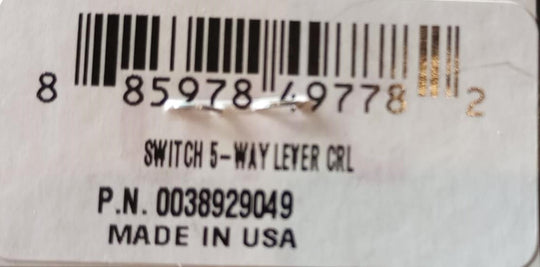 8 85978 49778 2
SWITCH 5-WAY LEVER CRL
P.N. 0038929049
MADE IN USA